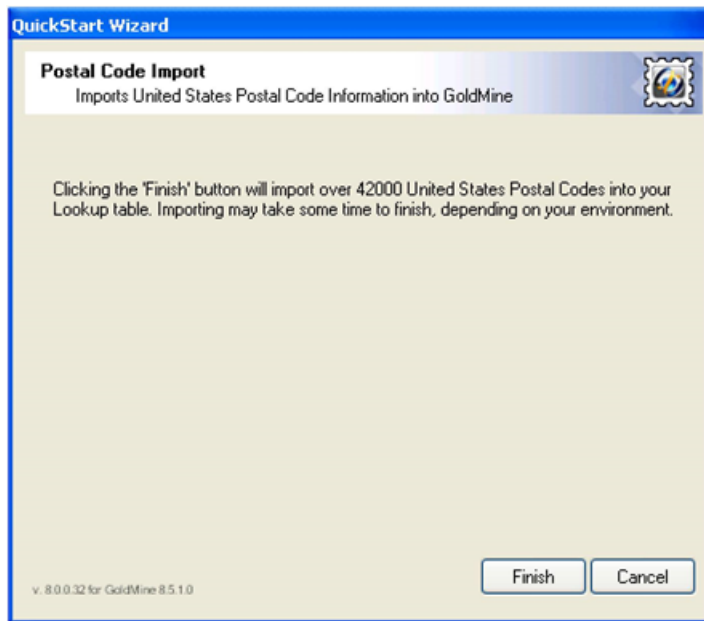 QuickStart Wizard
Postal Code Import
Imports United States Postal Code Information into GoldMine
Clicking the 'Finish' button will import over 42000 United States Postal Codes into your
Lookup table. Importing may take some time to finish, depending on your environment.
v. 8.0.0.32 for GoldMine 8.5.1.0
Finish
Cancel